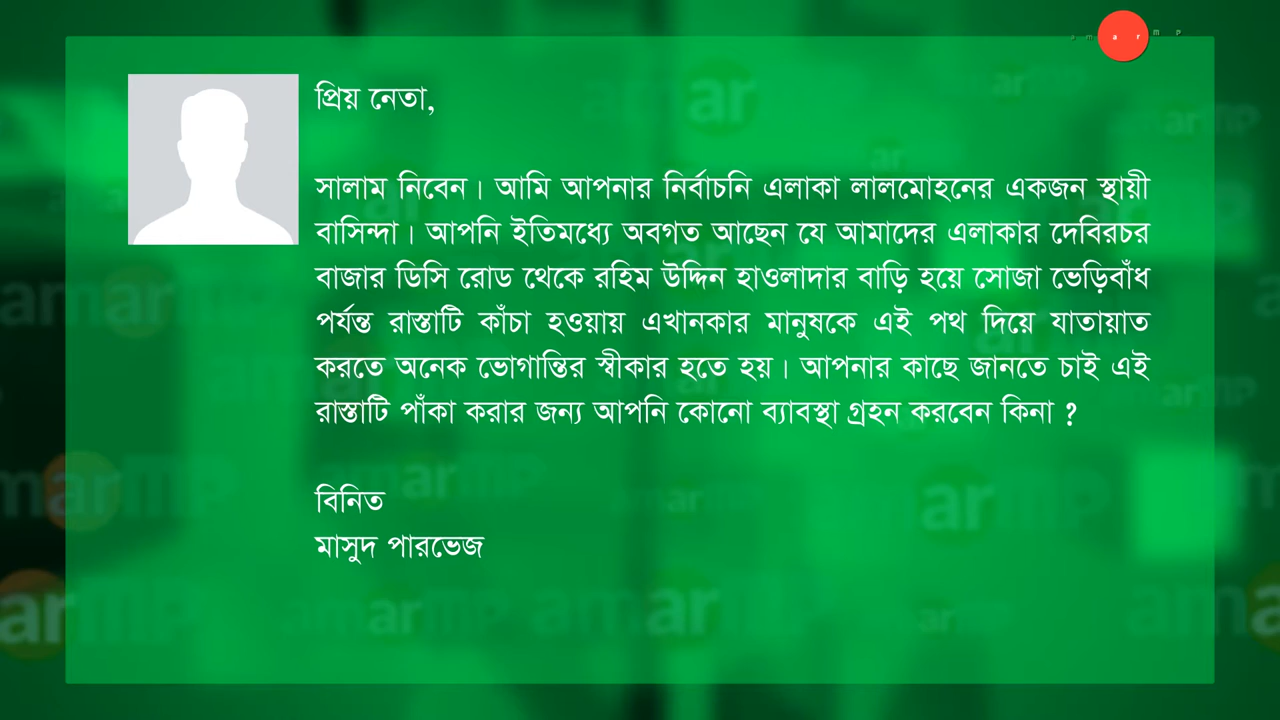 amarMP
প্রিয় নেতা,
সালাম নিবেন। আমি আপনার নির্বাচনি এলাকা লালমোহনের একজন স্থায়ী
বাসিন্দা। আপনি ইতিমধ্যে অবগত আছেন যে আমাদের এলাকার দেবিরচর
বাজার ডিসি রোড থেকে রহিম উদ্দিন হাওলাদার বাড়ি হয়ে সোজা ভেড়িবাঁধ
পর্যন্ত রাস্তাটি কাঁচা হওয়ায় এখানকার মানুষকে এই পথ দিয়ে যাতায়াত
করতে অনেক ভোগান্তির স্বীকার হতে হয়। আপনার কাছে জানতে চাই এই
রাস্তাটি পাঁকা করার জন্য আপনি কোনো ব্যাবস্থা গ্রহন করবেন কিনা ?
বিনিত
মাসুদ পারভেজ